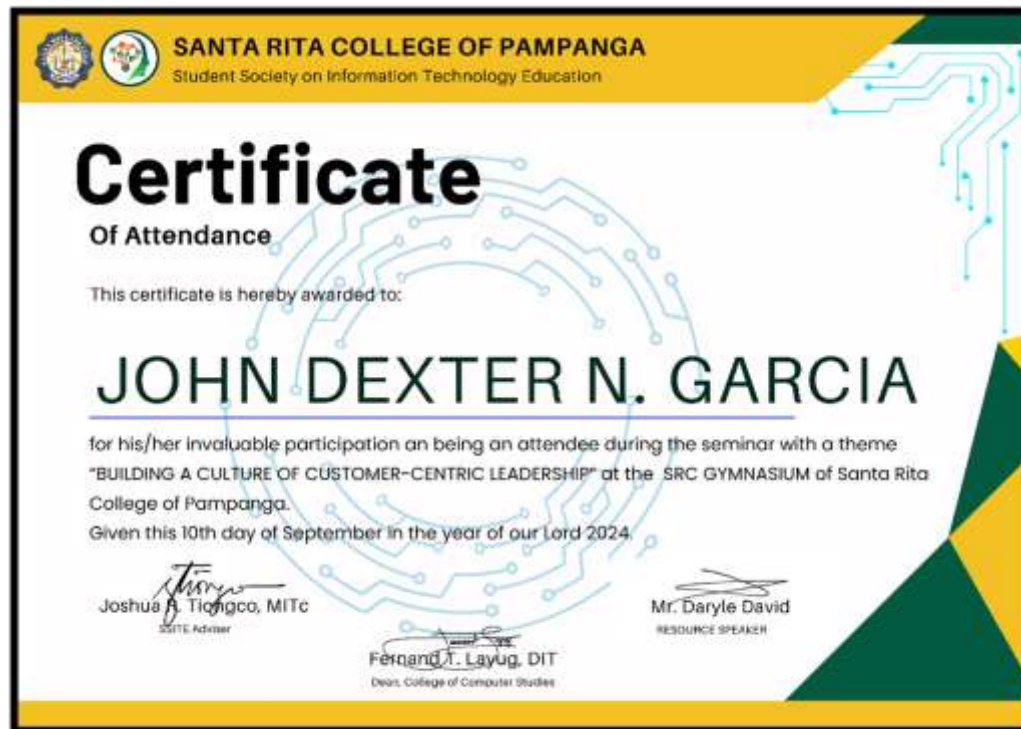 SANTA RITA COLLEGE OF PAMPANGA
Student Society on Information Technology Education
Certificate
Of Attendance
This certificate is hereby awarded to:
JOHN DEXTER N. GARCIA
for his/her invaluable participation an being an attendee during the seminar with a theme
"BUILDING A CULTURE OF CUSTOMER-CENTRIC LEADERSHIP" at the SRC GYMNASIUM of Santa Rita
College of Pampanga.
Given this 10th day of September in the year of our Lord 2024.
Joshua R. Tiongco, MITc
SSITE Adviser
Mr. Daryle David
RESOURCE SPEAKER
Fernand T. Layug, DIT
Dean, College of Computer Studies